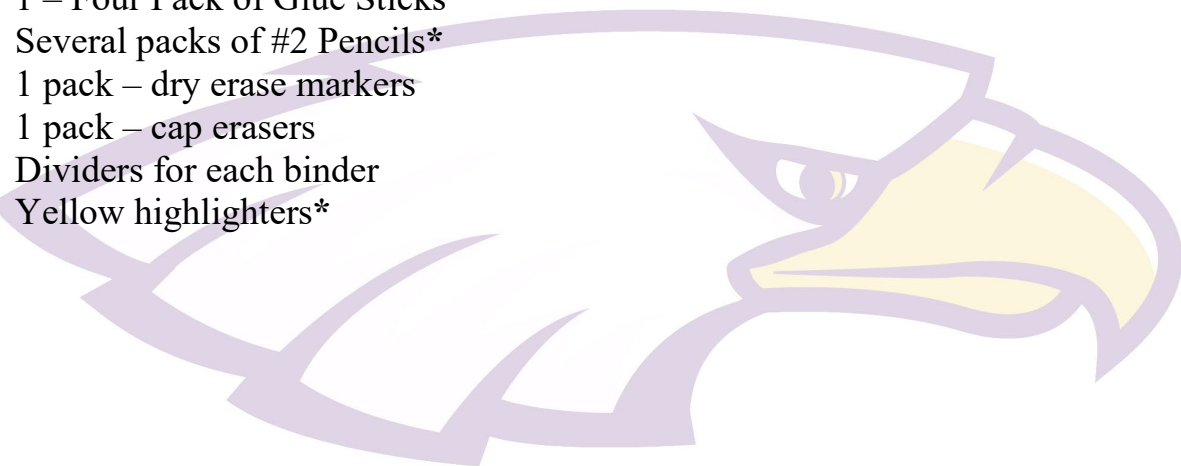 1 – Four Pack of Glue Sticks
Several packs of #2 Pencils*
1 pack – dry erase markers
1 pack – cap erasers
Dividers for each binder
Yellow highlighters*